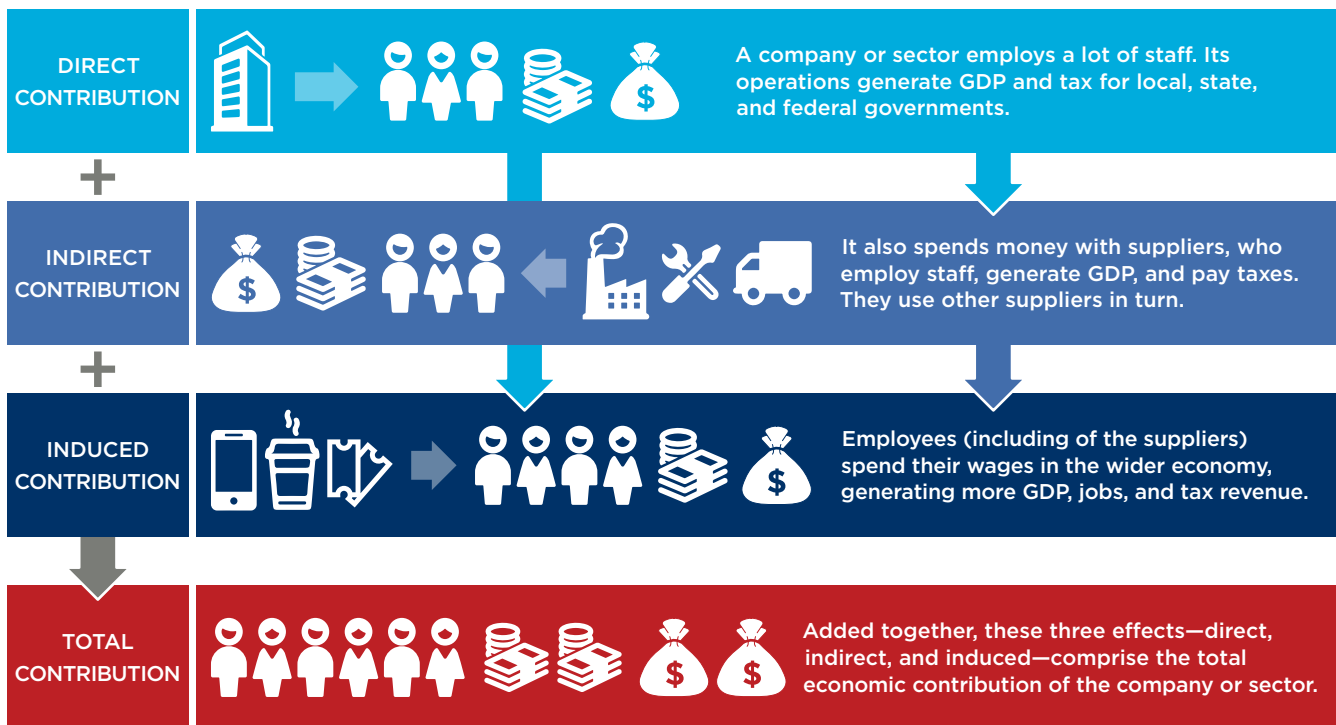 DIRECT
CONTRIBUTION
$
A company or sector employs a lot of staff. Its
operations generate GDP and tax for local, state,
and federal governments.
+
INDIRECT
CONTRIBUTION
$
It also spends money with suppliers, who
employ staff, generate GDP, and pay taxes.
They use other suppliers in turn.
+
INDUCED
CONTRIBUTION
$
Employees (including of the suppliers)
spend their wages in the wider economy,
generating more GDP, jobs, and tax revenue.
TOTAL
CONTRIBUTION
$ $
Added together, these three effects—direct,
indirect, and induced—comprise the total
economic contribution of the company or sector.